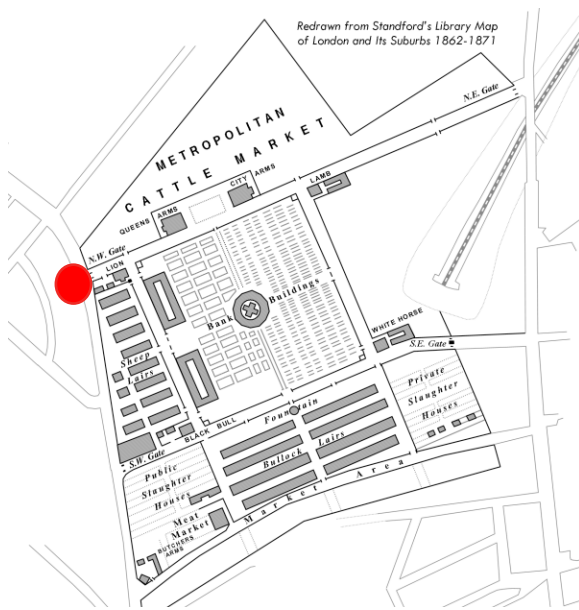 Redrawn from Standford's Library Map
of London and Its Suburbs 1862-1871
N.E. Gate
METROPOLITAN
CATTLE MARKET
LAMB
CITY ARMS
QUEENS ARMS
N.W. Gate
LION
Bank Buildings
WHITE HORSE
S.E. Gate
Sheep
Lairs
Private
Slaughter
Houses
Fountain
BLACK BULL
Bullock Lairs
S.W. Gate
Public
Slaughter
Houses
Market Area
Meat
Market
BUTCHERS
ARMS